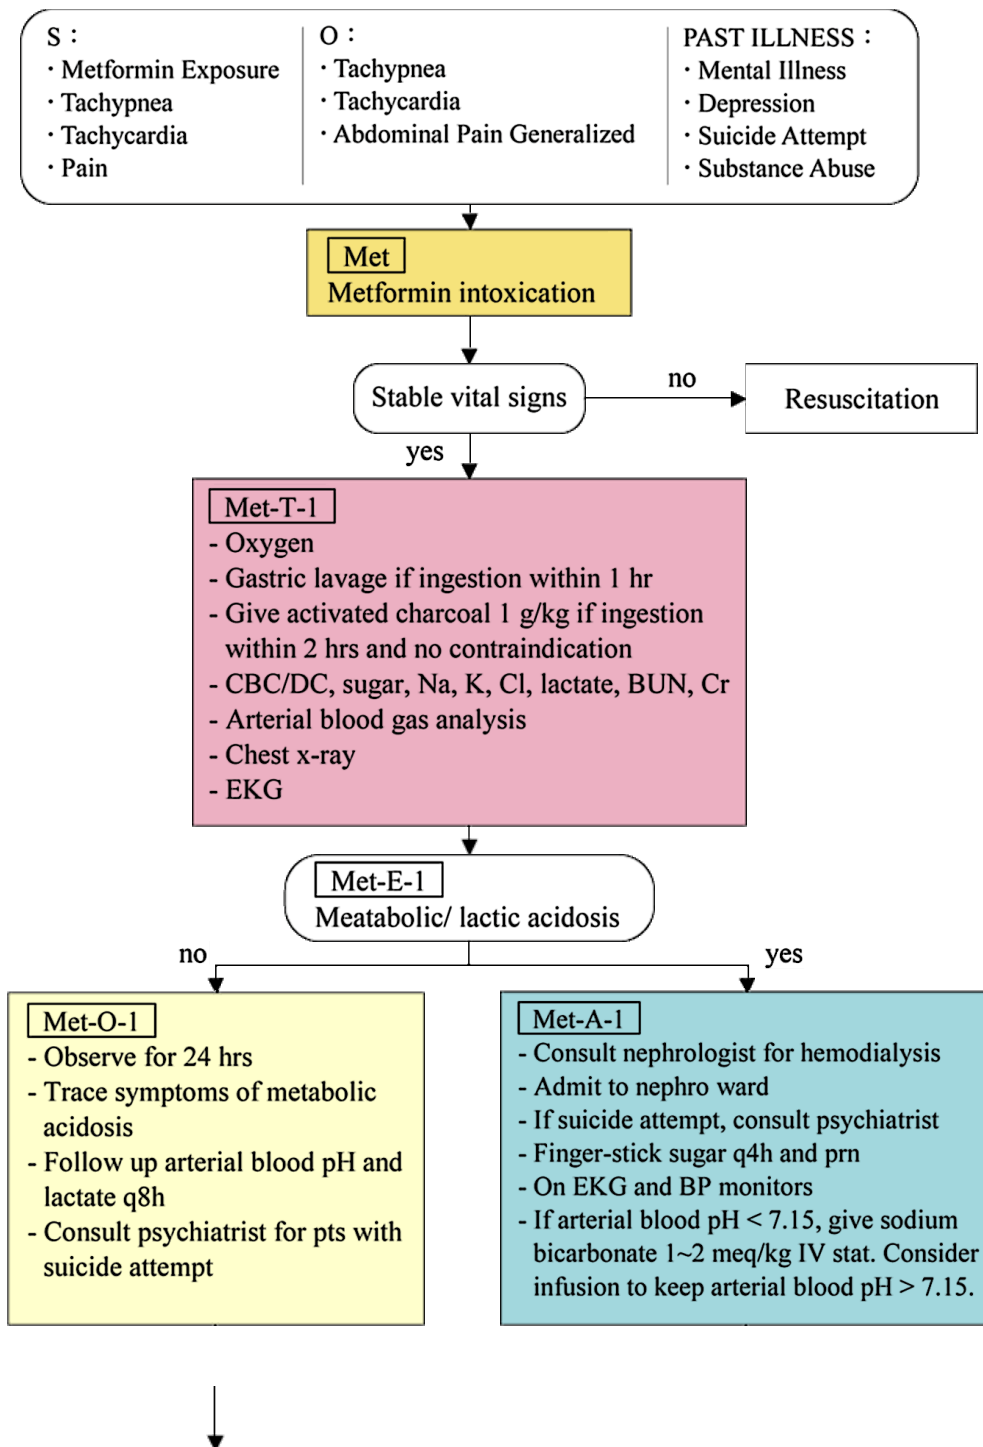 S：
· Metformin Exposure
· Tachypnea
· Tachycardia
· Pain
O：
· Tachypnea
· Tachycardia
· Abdominal Pain Generalized
PAST ILLNESS：
· Mental Illness
· Depression
· Suicide Attempt
· Substance Abuse
Met
Metformin intoxication
Stable vital signs
no
Resuscitation
yes
Met-T-1
- Oxygen
- Gastric lavage if ingestion within 1 hr
- Give activated charcoal 1 g/kg if ingestion
within 2 hrs and no contraindication
- CBC/DC, sugar, Na, K, Cl, lactate, BUN, Cr
- Arterial blood gas analysis
- Chest x-ray
- EKG
Met-E-1
Meatabolic/ lactic acidosis
no
yes
Met-O-1
- Observe for 24 hrs
- Trace symptoms of metabolic
acidosis
- Follow up arterial blood pH and
lactate q8h
- Consult psychiatrist for pts with
suicide attempt
Met-A-1
- Consult nephrologist for hemodialysis
- Admit to nephro ward
- If suicide attempt, consult psychiatrist
- Finger-stick sugar q4h and prn
- On EKG and BP monitors
- If arterial blood pH < 7.15, give sodium
bicarbonate 1~2 meq/kg IV stat. Consider
infusion to keep arterial blood pH > 7.15.